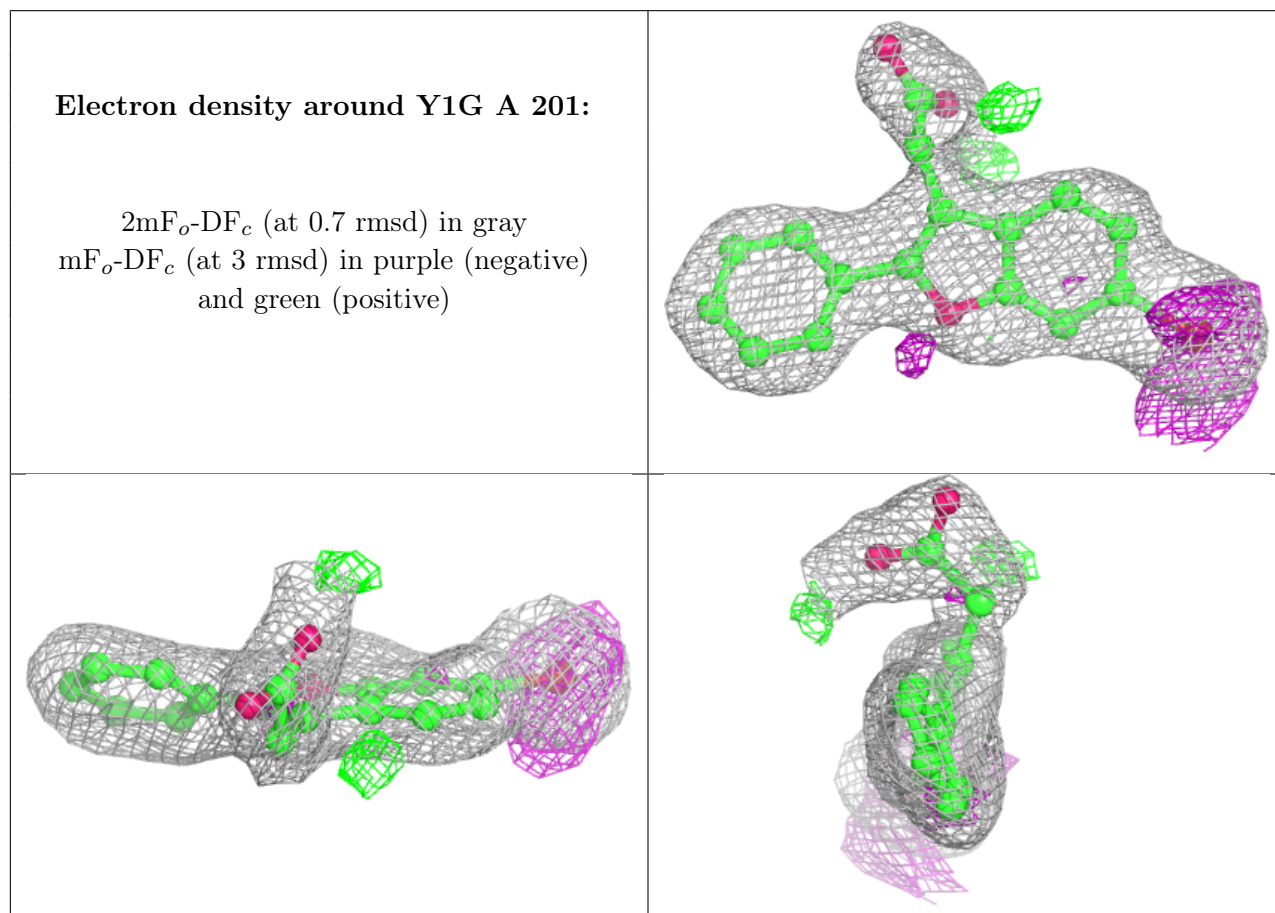 Electron density around Y1G A 201:
2mFo-DFc (at 0.7 rmsd) in gray
mFo-DFc (at 3 rmsd) in purple (negative)
and green (positive)